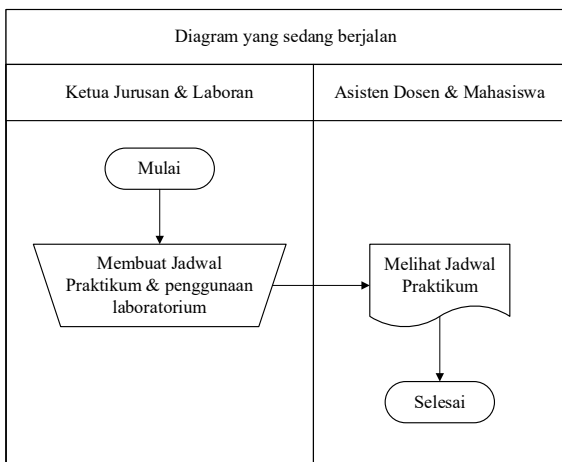 Diagram yang sedang berjalan
Ketua Jurusan & Laboran
Asisten Dosen & Mahasiswa
Mulai
Membuat Jadwal
Praktikum & penggunaan
laboratorium
Melihat Jadwal
Praktikum
Selesai